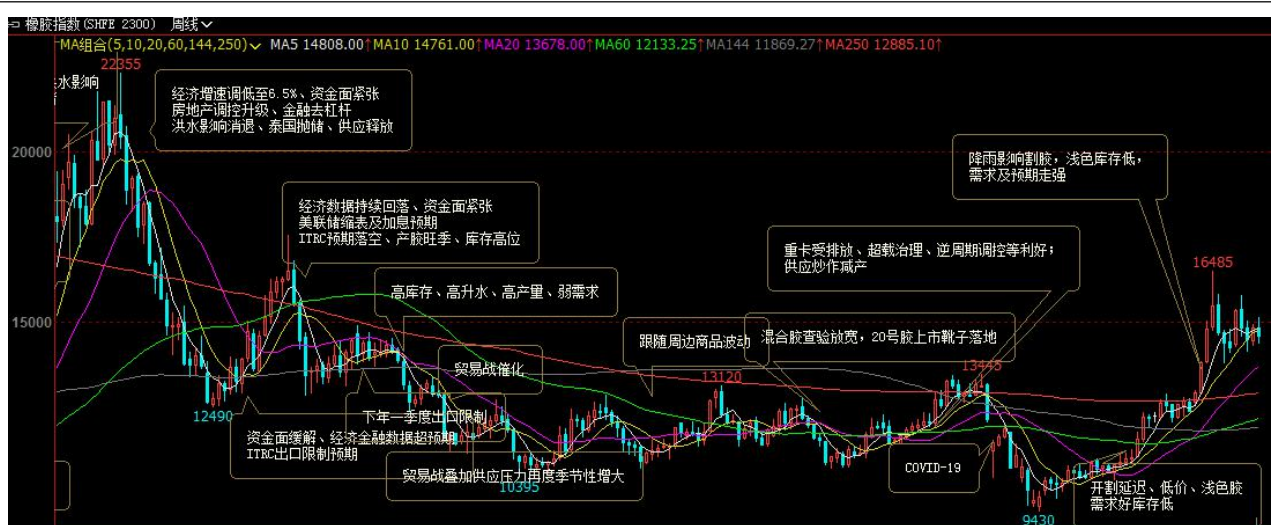 橡胶指数(SHFE 2300) 周线
MA组合(5,10,20,60,144,250) MA5 14808.00↑MA10 14761.00↑MA20 13678.00↑MA60 12133.25↑MA144 11869.27↑MA250 12885.10↑
22355
水影响
经济增速调低至6.5%、资金面紧张
房地产调控升级、金融去杠杆
洪水影响消退、泰国抛储、供应释放
20000
降雨影响割胶，浅色库存低，
需求及预期走强
经济数据持续回落、资金面紧张
美联储缩表及加息预期
ITRC预期落空、产胶旺季、库存高位
重卡受排放、超载治理、逆周期调控等利好；
供应炒作减产
16485
高库存、高升水、高产量、弱需求
15000
跟随周边商品波动
混合胶查验放宽，20号胶上市靴子落地
贸易战催化
13120
13445
12490
下年一季度出口限制
资金面缓解、经济金融数据超预期
ITRC出口限制预期
贸易战叠加供应压力再度季节性增大
10395
COVID-19
开割延迟、低价、浅色胶
需求好库存低
9430